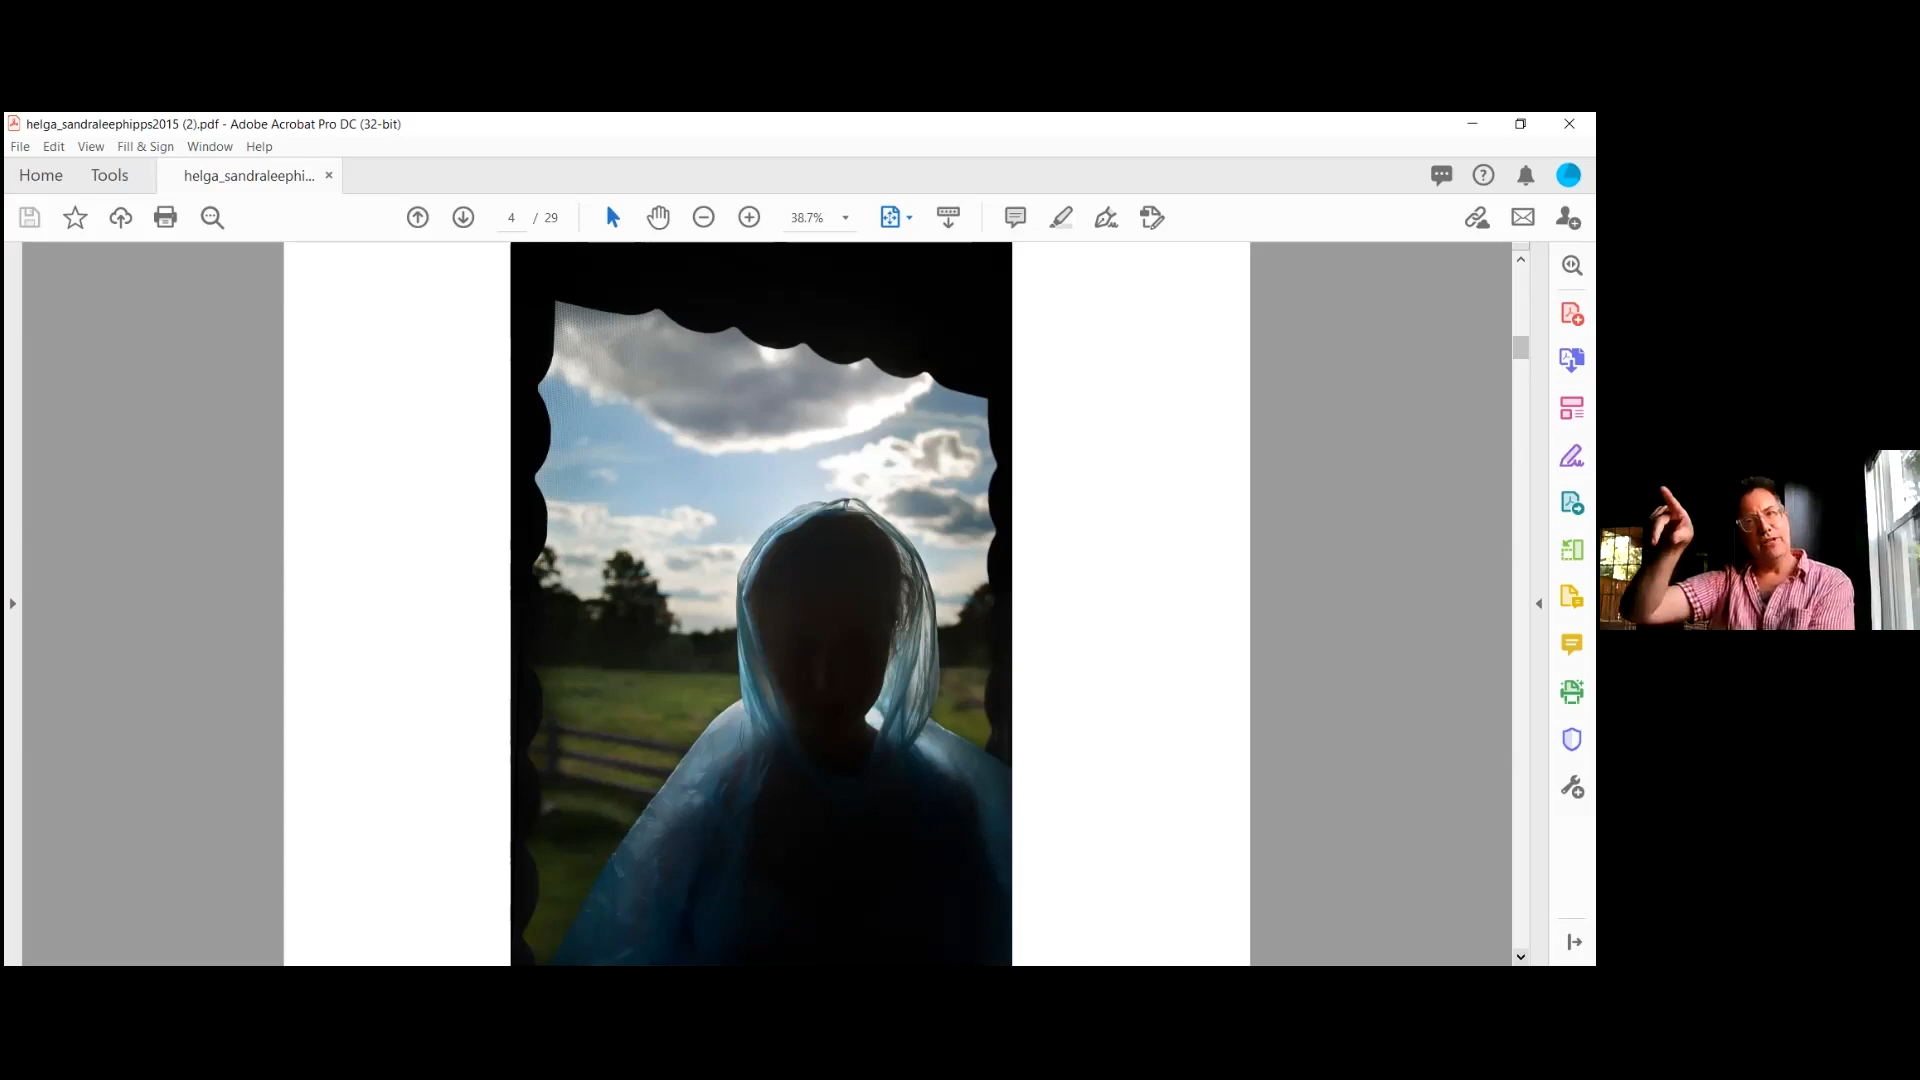 helga_sandraleephipps2015 (2).pdf - Adobe Acrobat Pro DC (32-bit)
File Edit View Fill & Sign Window Help
Home Tools helga_sandraleephi... ×
4 / 29 38.7%